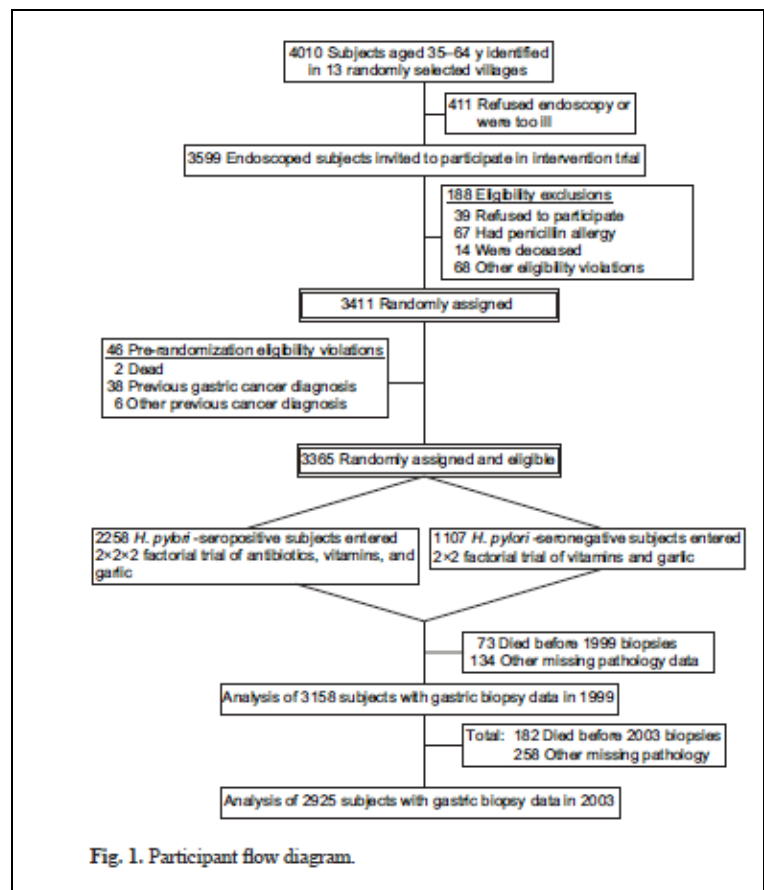 4010 Subjects aged 35–64 y identified
in 13 randomly selected villages
411 Refused endoscopy or
were too ill
3599 Endoscoped subjects invited to participate in intervention trial
188 Eligibility exclusions
39 Refused to participate
67 Had penicillin allergy
14 Were deceased
68 Other eligibility violations
3411 Randomly assigned
46 Pre-randomization eligibility violations
2 Dead
38 Previous gastric cancer diagnosis
6 Other previous cancer diagnosis
3365 Randomly assigned and eligible
2258 H. pylori -seropositive subjects entered
2×2×2 factorial trial of antibiotics, vitamins, and
garlic
1107 H. pylori -seronegative subjects entered
2×2 factorial trial of vitamins and garlic
73 Died before 1999 biopsies
134 Other missing pathology data
Analysis of 3158 subjects with gastric biopsy data in 1999
Total: 182 Died before 2003 biopsies
258 Other missing pathology
Analysis of 2925 subjects with gastric biopsy data in 2003
Fig. 1. Participant flow diagram.